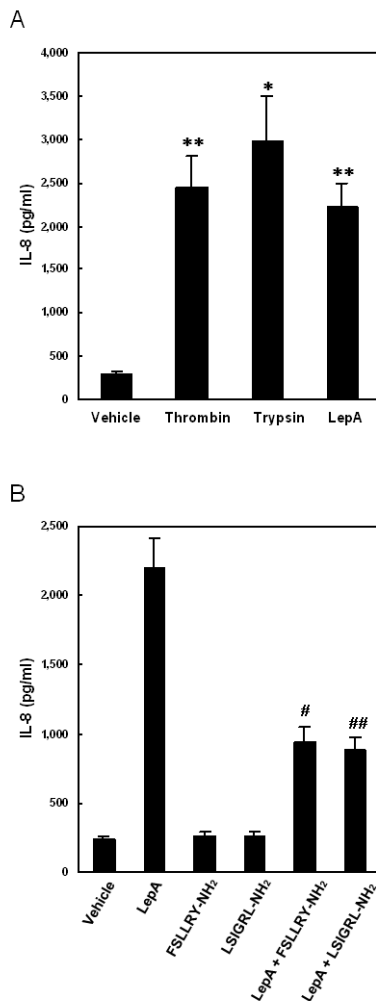 A
4,000
3,500
3,000
2,500
2,000
1,500
1,000
500
0
IL-8 (pg/ml)
**
*
**
Vehicle Thrombin Trypsin LepA
B
2,500
2,000
1,500
1,000
500
0
IL-8 (pg/ml)
#
##
Vehicle
LepA
FSLLRY-NH₂
LSIGRL-NH₂
LepA + FSLLRY-NH₂
LepA + LSIGRL-NH₂